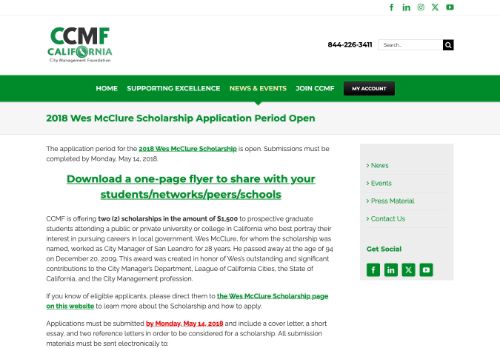 CCMF
CALIFORNIA
City Management Foundation
844-226-3411
Search...
HOME SUPPORTING EXCELLENCE NEWS & EVENTS JOIN CCMF MY ACCOUNT
2018 Wes McClure Scholarship Application Period Open
The application period for the 2018 Wes McClure Scholarship is open. Submissions must be
completed by Monday, May 14, 2018.
Download a one-page flyer to share with your
students/networks/peers/schools
CCMF is offering two (2) scholarships in the amount of $1,500 to prospective graduate
students attending a public or private university or college in California who best portray their
interest in pursuing careers in local government. Wes McClure, for whom the scholarship was
named, worked as City Manager of San Leandro for 28 years. He passed away at the age of 94
on December 20, 2009. This award was created in honor of Wes's outstanding and significant
contributions to the City Manager's Department, League of California Cities, the State of
California, and the City Management profession.
If you know of eligible applicants, please direct them to the Wes McClure Scholarship page
on this website to learn more about the Scholarship and how to apply.
Applications must be submitted by Monday, May 14, 2018 and include a cover letter, a short
essay, and two reference letters in order to be considered for a scholarship. All submission
materials must be sent electronically to:
> News
> Events
> Press Material
> Contact Us
Get Social